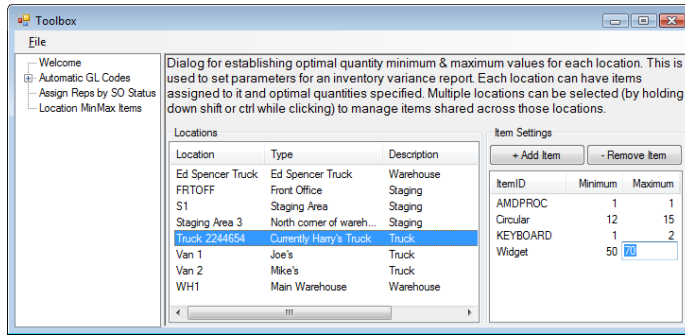 Toolbox
File
Welcome
Automatic GL Codes
Assign Reps by SO Status
Location MinMax Items
Dialog for establishing optimal quantity minimum & maximum values for each location. This is
used to set parameters for an inventory variance report. Each location can have items
assigned to it and optimal quantities specified. Multiple locations can be selected (by holding
down shift or ctrl while clicking) to manage items shared across those locations.
Locations
Location Type Description
Ed Spencer Truck Ed Spencer Truck Warehouse
FRTOFF Front Office Staging
S1 Staging Area Staging
Staging Area 3 North corner of wareh... Staging
Truck 2244654 Currently Harry's Truck Truck
Van 1 Joe's Truck
Van 2 Mike's Truck
WH1 Main Warehouse Warehouse
Item Settings
+ Add Item - Remove Item
ItemID Minimum Maximum
AMDPROC 1 1
Circular 12 15
KEYBOARD 1 2
Widget 50 70